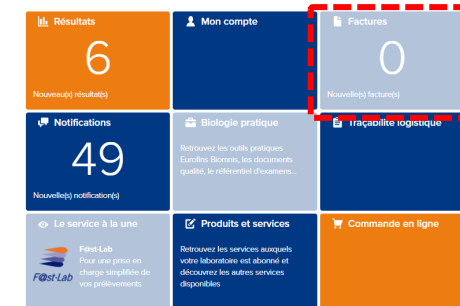 Résultats
6
Nouveau(x) résultat(s)
Mon compte
Factures
0
Nouvelle(s) facture(s)
Notifications
49
Nouvelle(s) notification(s)
Biologie pratique
Retrouvez les outils pratiques
Eurofins Biomnis, les documents
qualité, le référentiel d'examens...
Traçabilité logistique
Le service à la une
F@st-Lab
F@st-Lab
Pour une prise en
charge simplifiée de
vos prélèvements
Produits et services
Retrouvez les services auxquels
votre laboratoire est abonné et
découvrez les autres services
disponibles
Commande en ligne